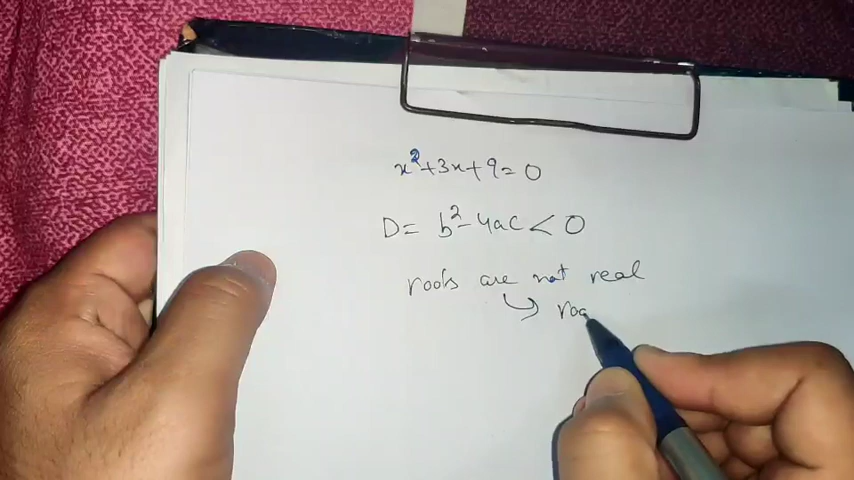 x²+3x+9=0
D= b²-4ac<0
roots are not real
↳ roo